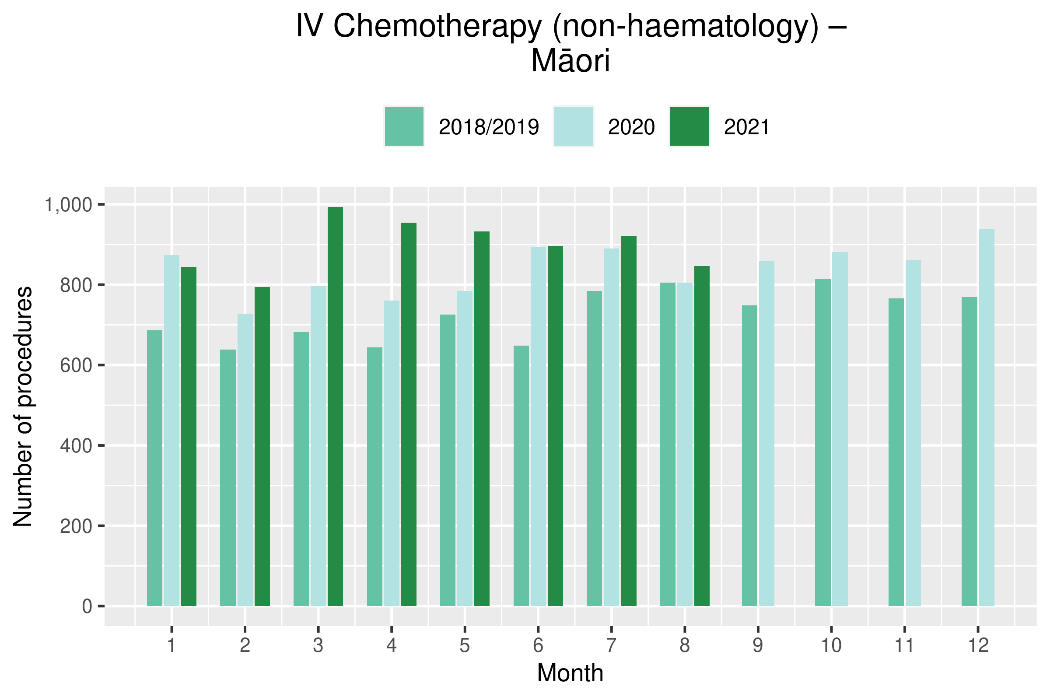 IV Chemotherapy (non-haematology) –
Māori
2018/2019 2020 2021
Number of procedures
1,000
800
600
400
200
0
1 2 3 4 5 6 7 8 9 10 11 12
Month